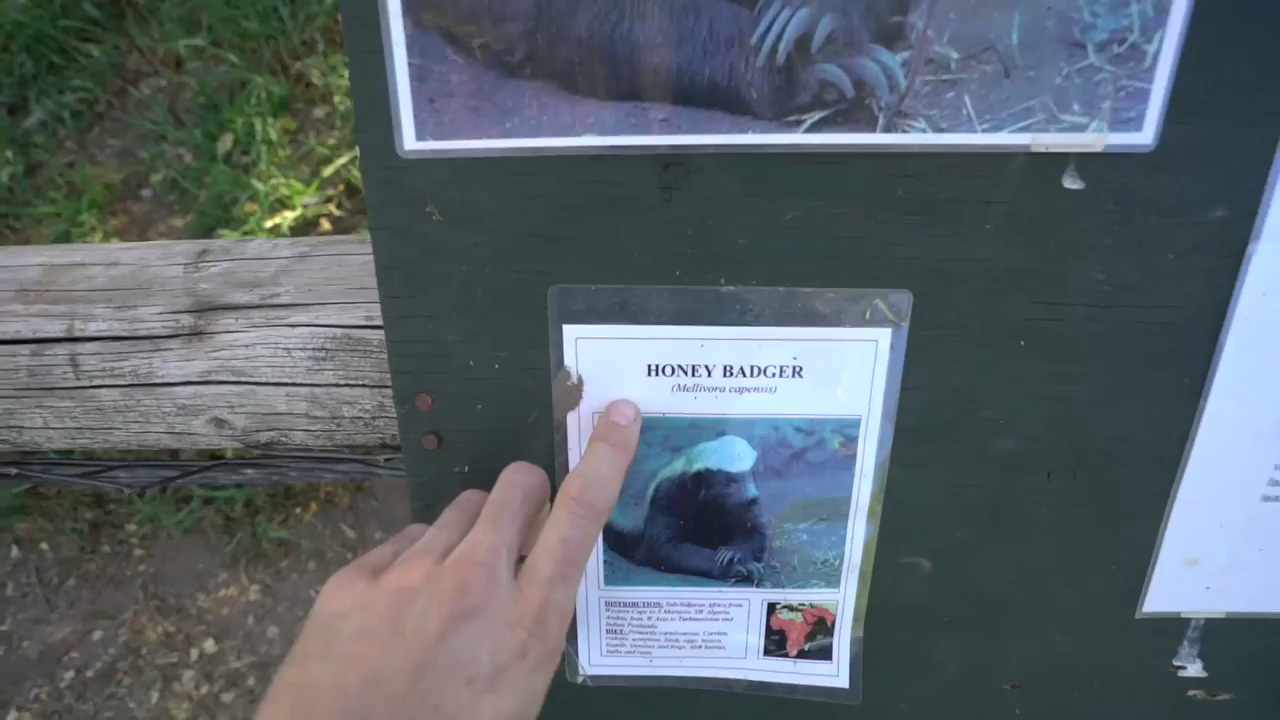 HONEY BADGER
(Mellivora capensis)
DISTRIBUTION: Sub-Saharan Africa from
Western Cape to S Morocco, SW Algeria,
Arabia, Iran, W Asia to Turkmenistan and
Indian Peninsula.
DIET: Primarily carnivorous. Carrion,
rodents, scorpions, birds, eggs, insects,
lizards, tortoises and frogs. Also berries,
bulbs and roots.